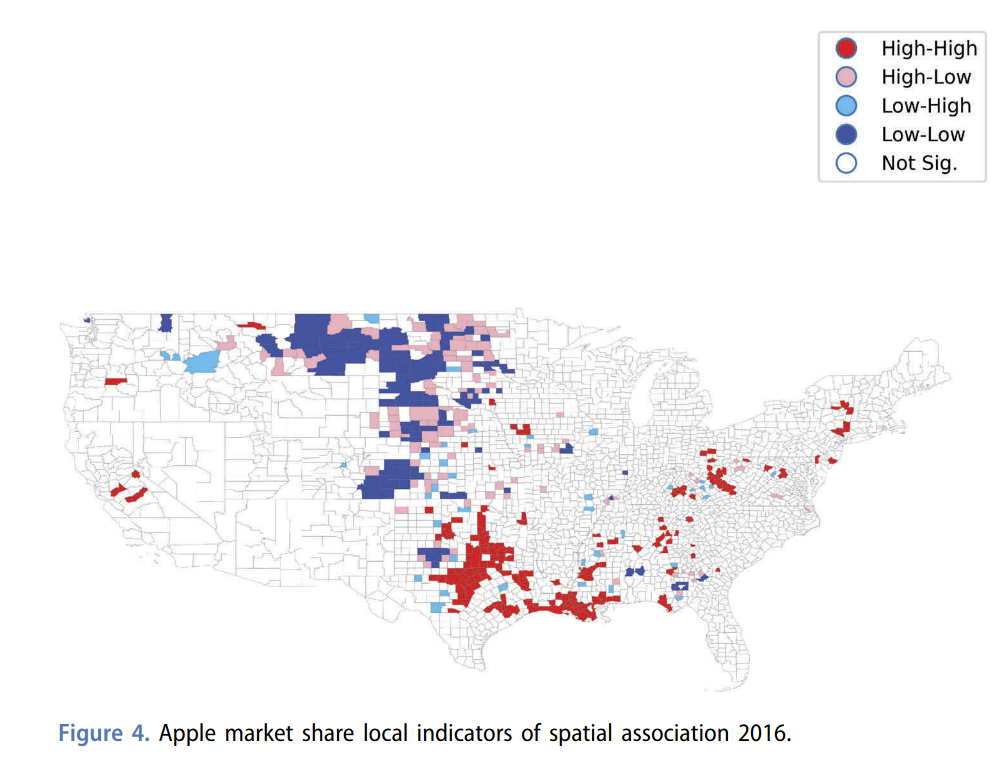 High-High
High-Low
Low-High
Low-Low
Not Sig.
Figure 4. Apple market share local indicators of spatial association 2016.